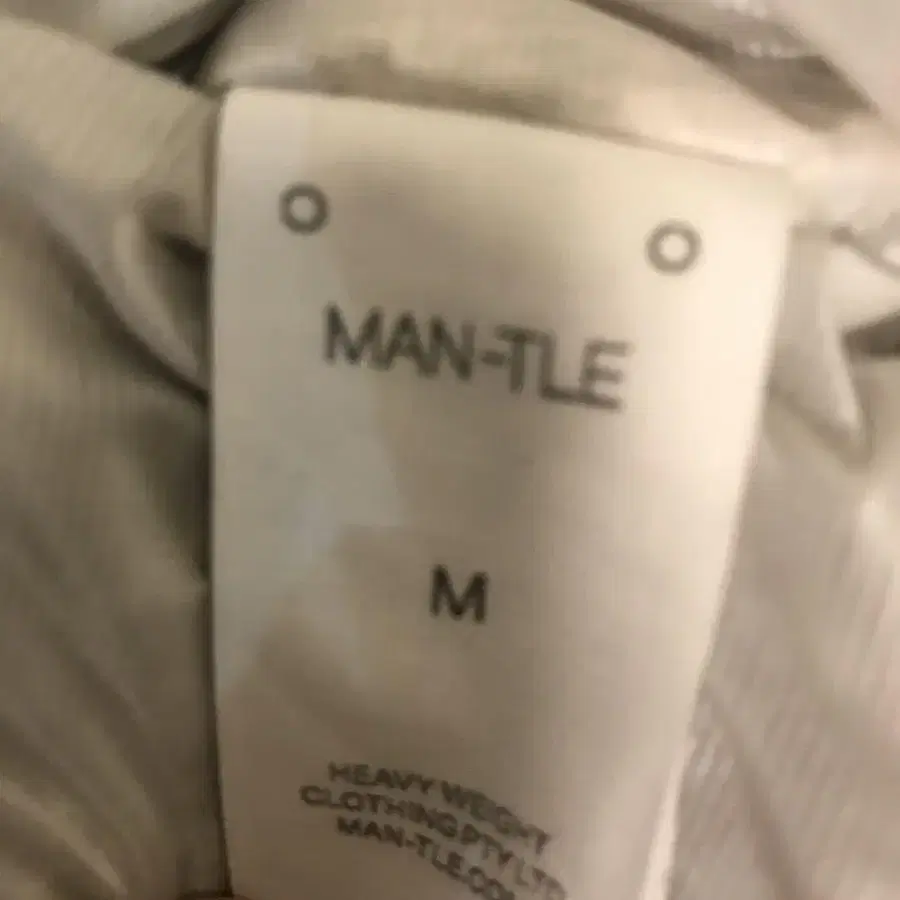 MAN-TLE
M
HEAVY WEIGHT
CLOTHING PTY LTD
MAN-TLE.COM